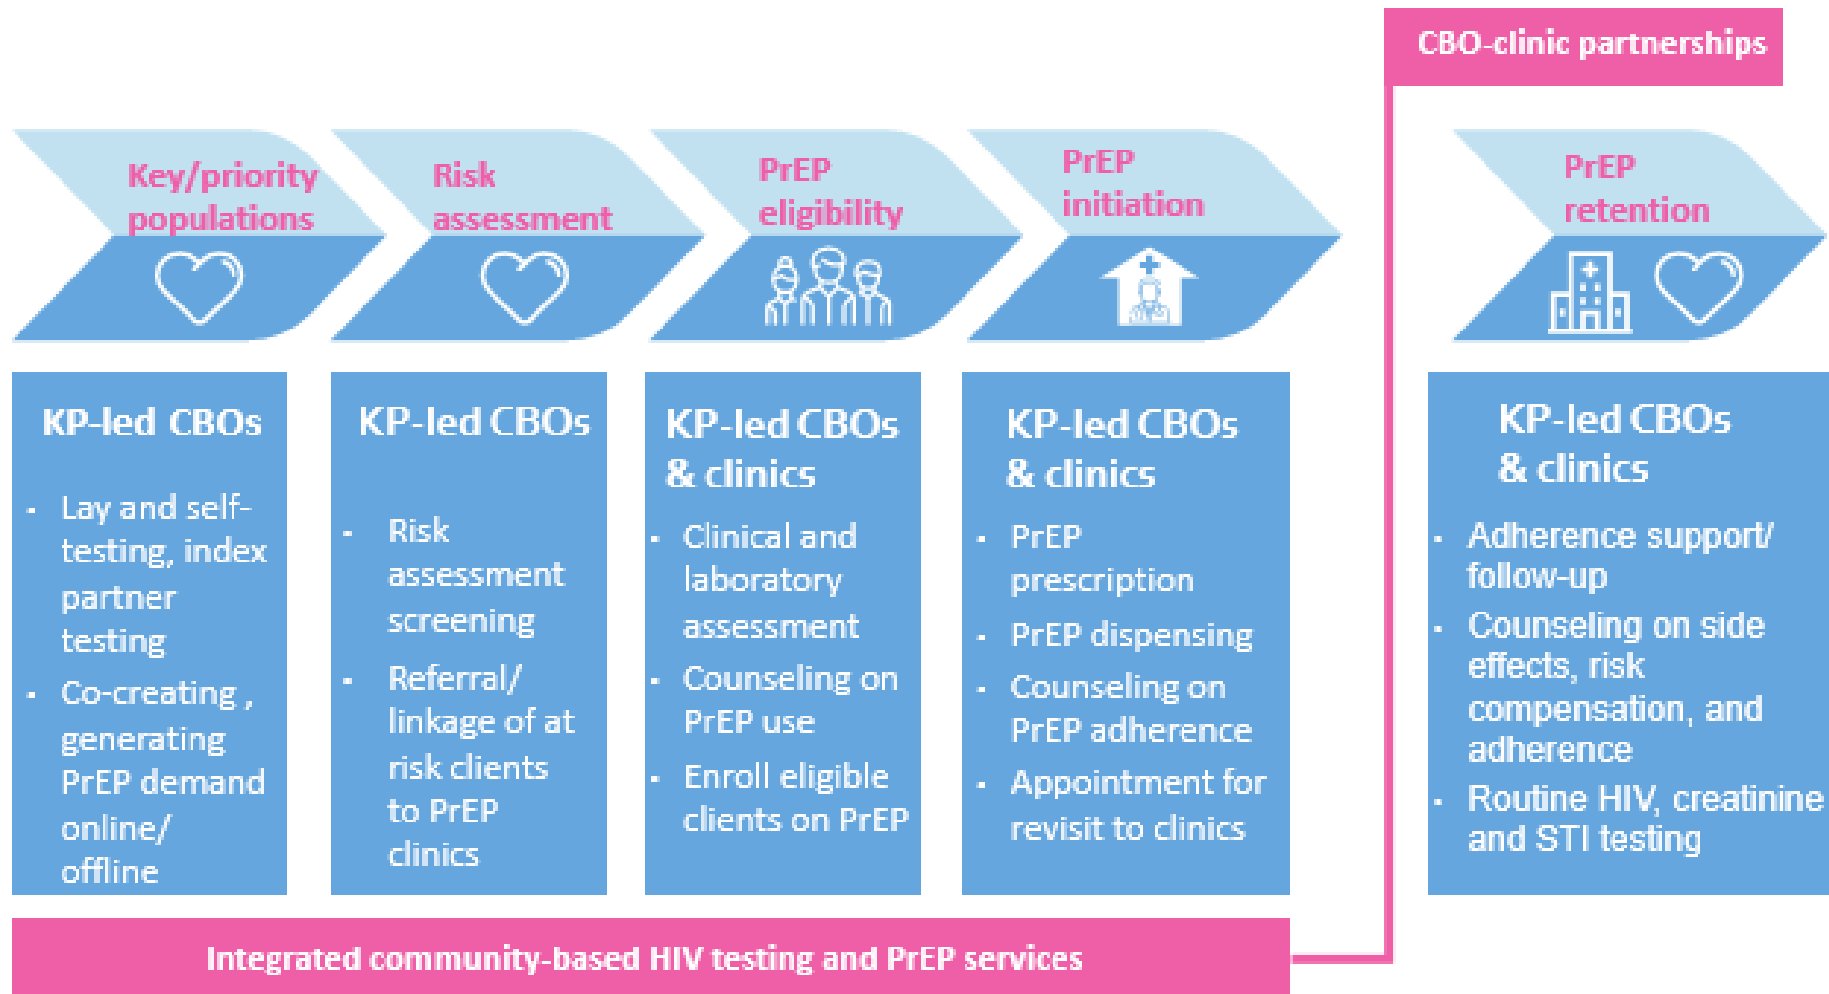 CBO-clinic partnerships
Key/priority
populations
Risk
assessment
PrEP
eligibility
PrEP
initiation
PrEP
retention
KP-led CBOs
- Lay and self-
testing, index
partner
testing
- Co-creating ,
generating
PrEP demand
online/
offline
KP-led CBOs
- Risk
assessment
screening
- Referral/
linkage of at
risk clients
to PrEP
clinics
KP-led CBOs
& clinics
- Clinical and
laboratory
assessment
- Counseling on
PrEP use
- Enroll eligible
clients on PrEP
KP-led CBOs
& clinics
- PrEP
prescription
- PrEP dispensing
- Counseling on
PrEP adherence
- Appointment for
revisit to clinics
KP-led CBOs
& clinics
- Adherence support/
follow-up
- Counseling on side
effects, risk
compensation, and
adherence
- Routine HIV, creatinine
and STI testing
Integrated community-based HIV testing and PrEP services